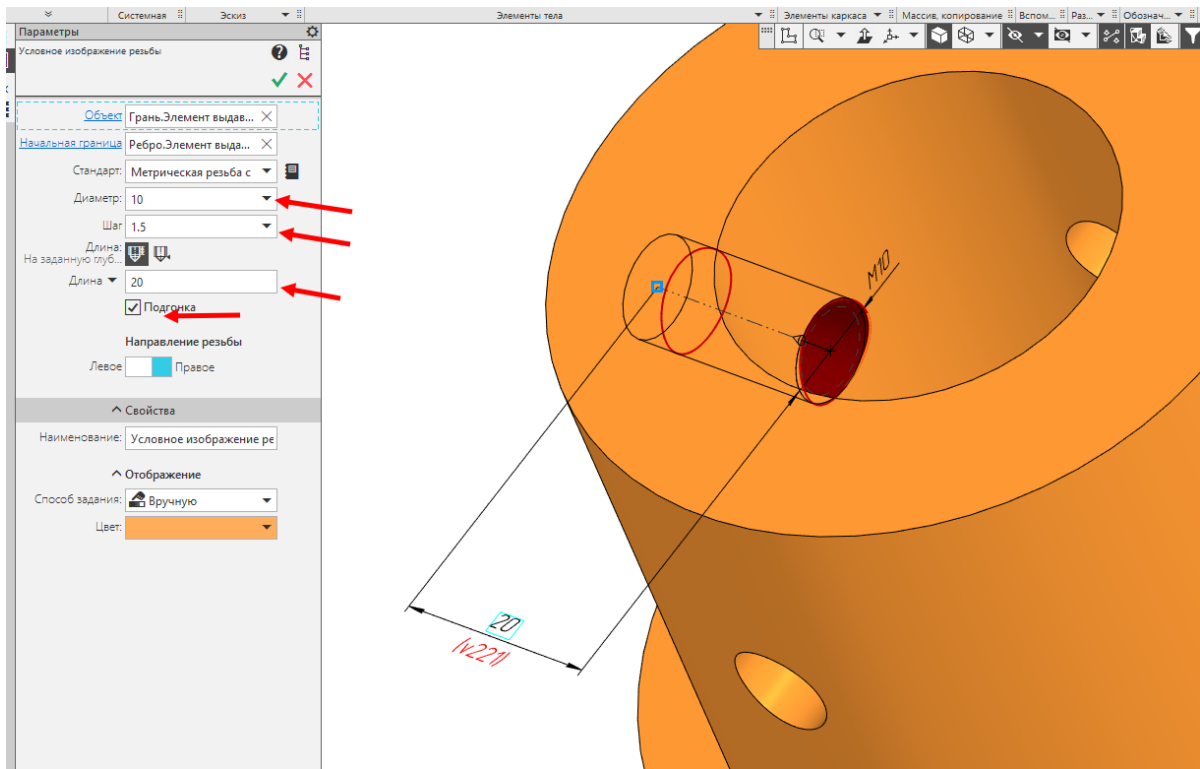 Системная Эскиз Элементы тела Элементы каркаса Массив, копирование Вспом... Раз... Обознач...
Параметры
Условное изображение резьбы
Объект Грань.Элемент выдав...
Начальная граница Ребро.Элемент выда...
Стандарт: Метрическая резьба с
Диаметр: 10
Шаг 1.5
Длина:
На заданную глуб...
Длина 20
Подгонка
Направление резьбы
Левое Правое
Свойства
Наименование: Условное изображение ре
Отображение
Способ задания: Вручную
Цвет:
M10
20
(v221)